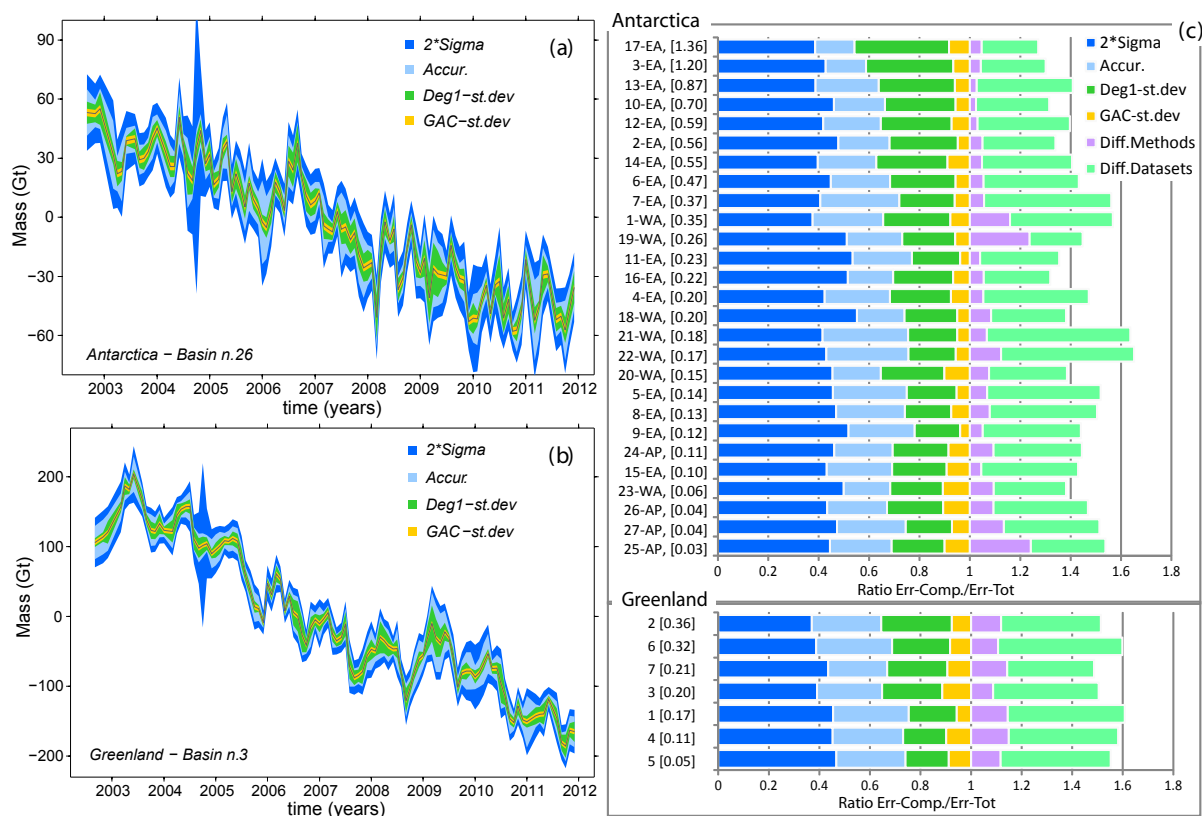 90
60
30
0
−30
−60
Mass (Gt)
(a)
2*Sigma
Accur.
Deg1−st.dev
GAC−st.dev
Antarctica − Basin n.26
2003 2004 2005 2006 2007 2008 2009 2010 2011 2012
time (years)
200
100
0
−100
−200
Mass (Gt)
(b)
2*Sigma
Accur.
Deg1−st.dev
GAC−st.dev
Greenland − Basin n.3
2003 2004 2005 2006 2007 2008 2009 2010 2011 2012
time (years)
Antarctica
(c)
17-EA, [1.36]
3-EA, [1.20]
13-EA, [0.87]
10-EA, [0.70]
12-EA, [0.59]
2-EA, [0.56]
14-EA, [0.55]
6-EA, [0.47]
7-EA, [0.37]
1-WA, [0.35]
19-WA, [0.26]
11-EA, [0.23]
16-EA, [0.22]
4-EA, [0.20]
18-WA, [0.20]
21-WA, [0.18]
22-WA, [0.17]
20-WA, [0.15]
5-EA, [0.14]
8-EA, [0.13]
9-EA, [0.12]
24-AP, [0.11]
15-EA, [0.10]
23-WA, [0.06]
26-AP, [0.04]
27-AP, [0.04]
25-AP, [0.03]
2*Sigma
Accur.
Deg1-st.dev
GAC-st.dev
Diff.Methods
Diff.Datasets
0 0.2 0.4 0.6 0.8 1 1.2 1.4 1.6 1.8
Ratio Err-Comp./Err-Tot
Greenland
2 [0.36]
6 [0.32]
7 [0.21]
3 [0.20]
1 [0.17]
4 [0.11]
5 [0.05]
0 0.2 0.4 0.6 0.8 1 1.2 1.4 1.6 1.8
Ratio Err-Comp./Err-Tot